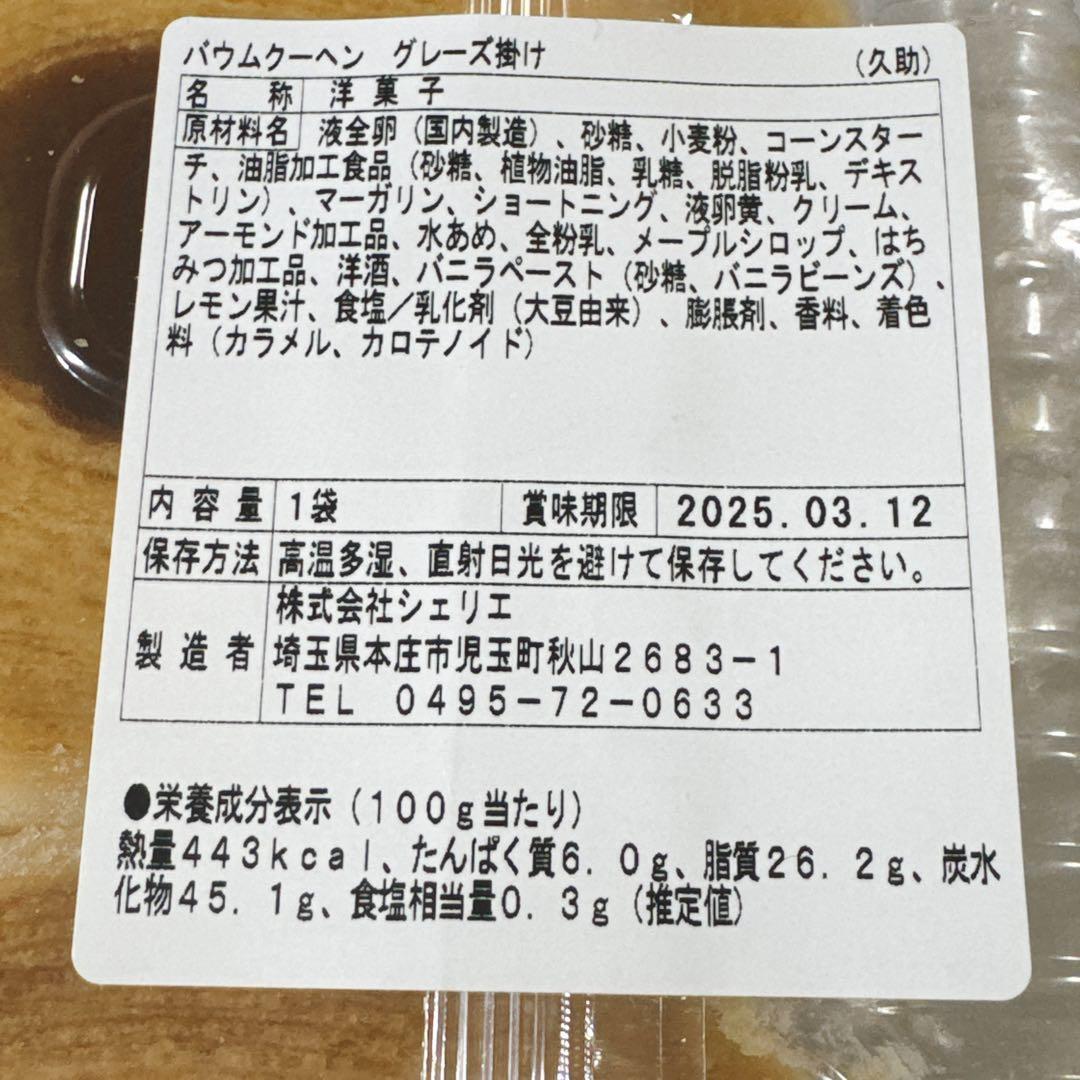 バウムクーヘン　グレーズ掛け　（久助）
名　称　洋菓子
原材料名　液全卵（国内製造）、砂糖、小麦粉、コーンスター
チ、油脂加工食品（砂糖、植物油脂、乳糖、脱脂粉乳、デキス
トリン）、マーガリン、ショートニング、液卵黄、クリーム、
アーモンド加工品、水あめ、全粉乳、メープルシロップ、はち
みつ加工品、洋酒、バニラペースト（砂糖、バニラビーンズ）、
レモン果汁、食塩／乳化剤（大豆由来）、膨脹剤、香料、着色
料（カラメル、カロテノイド）
内容量　1袋　賞味期限　2025.03.12
保存方法　高温多湿、直射日光を避けて保存してください。
株式会社シェリエ
製造者　埼玉県本庄市児玉町秋山２６８３－１
ＴＥＬ　０４９５－７２－０６３３
●栄養成分表示（１００ｇ当たり）
熱量４４３ｋｃａｌ、たんぱく質６．０ｇ、脂質２６．２ｇ、炭水
化物４５．１ｇ、食塩相当量０．３ｇ（推定値）